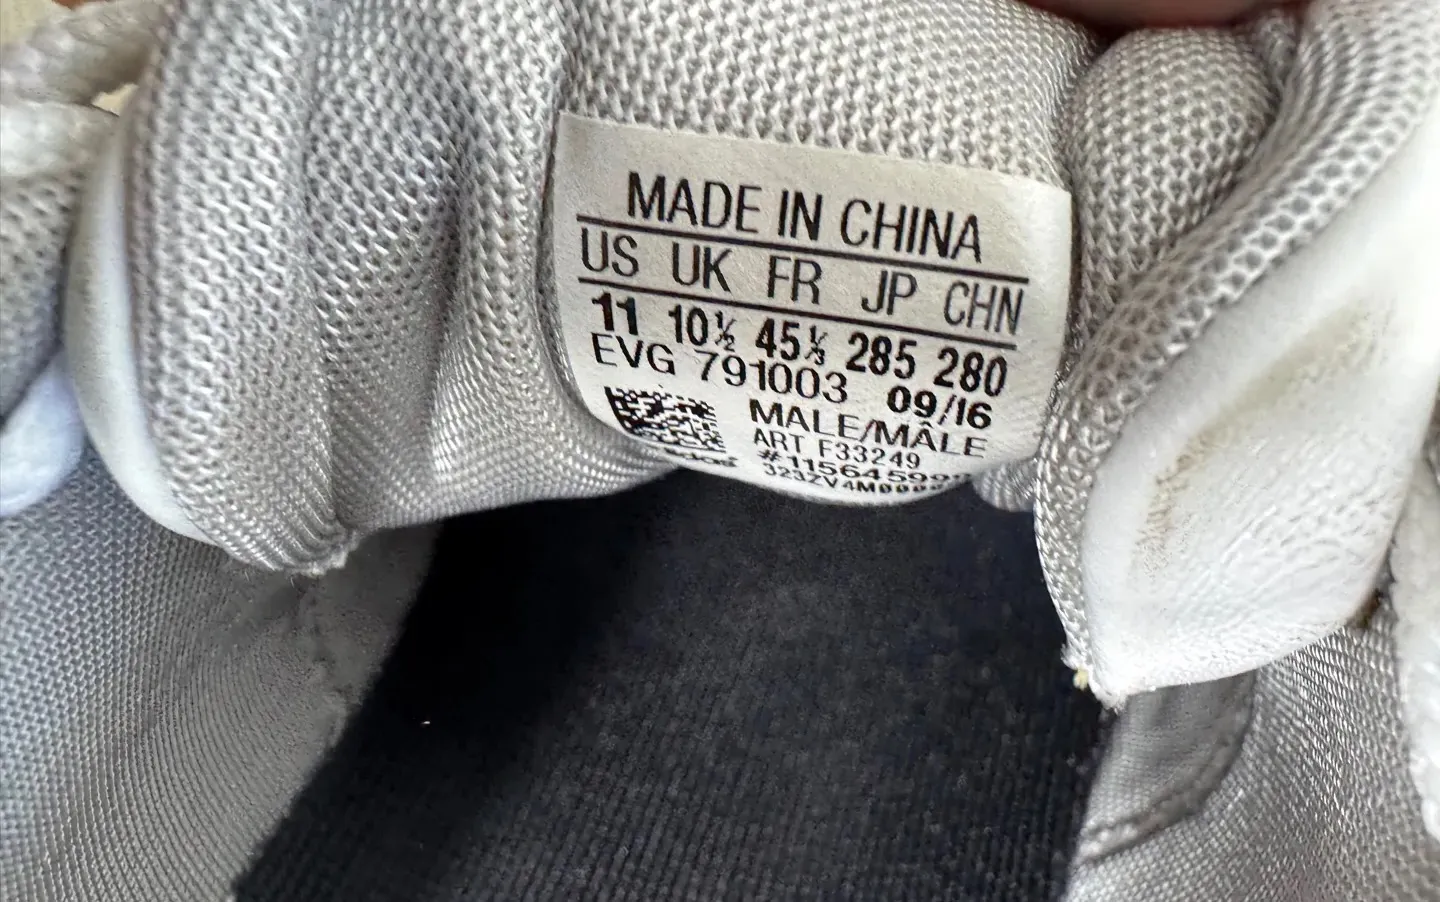 MADE IN CHINA
US UK FR JP CHN
11 10½ 45⅓ 285 280
EVG 791003 09/16
MALE/MÂLE
ART F33249